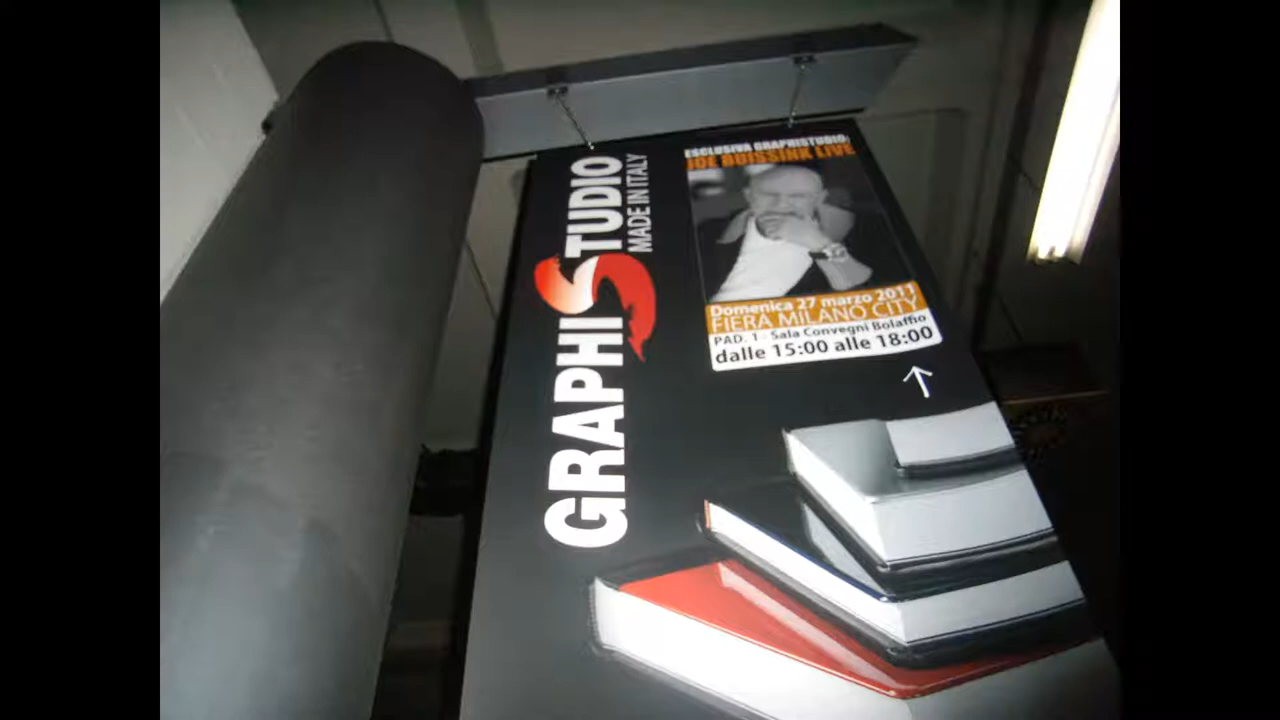 GRAPHISTUDIO
MADE IN ITALY
ESCLUSIVA GRAPHISTUDIO:
JOE BUISSINK LIVE
Domenica 27 marzo 2011
FIERA MILANO CITY
PAD. 1 - Sala Convegni Bolaffio
dalle 15:00 alle 18:00